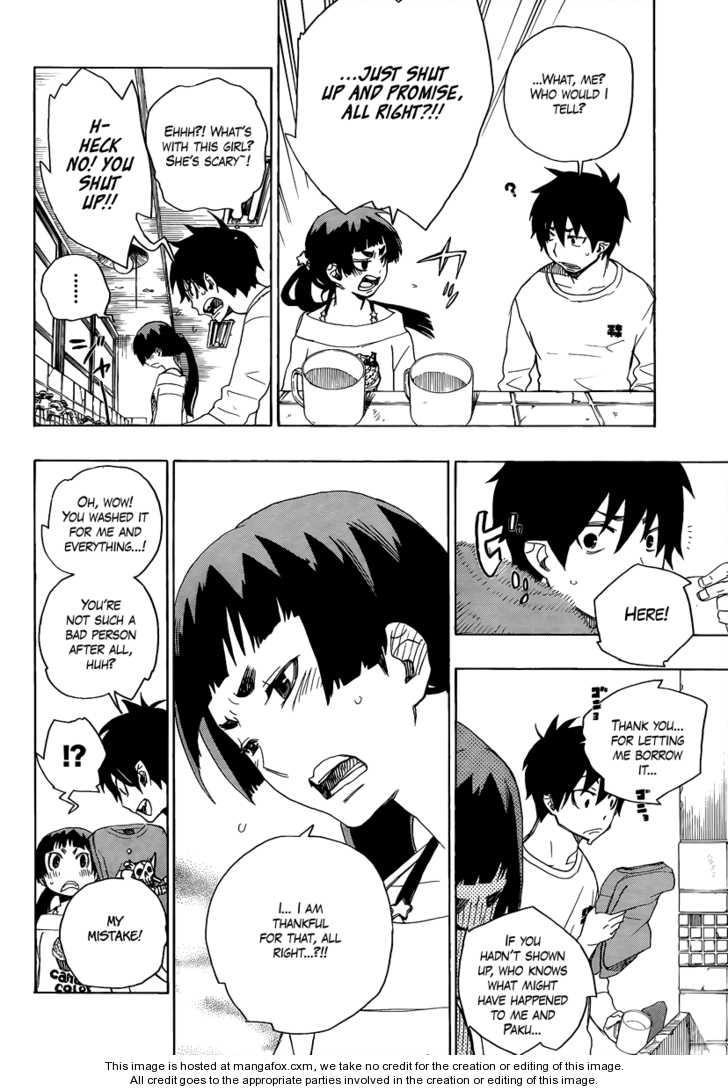 ...WHAT, ME?
WHO WOULD I
TELL?
...JUST SHUT
UP AND PROMISE,
ALL RIGHT?!!
?
EHHH?! WHAT'S
WITH THIS GIRL?
SHE'S SCARY~!
H-
HECK
NO! YOU
SHUT
UP!!
......
HERE!
THANK YOU...
FOR LETTING
ME BORROW
IT...
IF YOU
HADN'T SHOWN
UP, WHO KNOWS
WHAT MIGHT
HAVE HAPPENED
TO ME AND
PAKU...
I... I AM
THANKFUL
FOR THAT, ALL
RIGHT...?!!
OH, WOW!
YOU WASHED IT
FOR ME AND
EVERYTHING...!
YOU'RE
NOT SUCH A
BAD PERSON
AFTER ALL,
HUH?
!?
MY
MISTAKE!
This image is hosted at mangafox.cxm, we take no credit for the creation or editing of this image.
All credit goes to the appropriate parties involved in the creation or editing of this image.